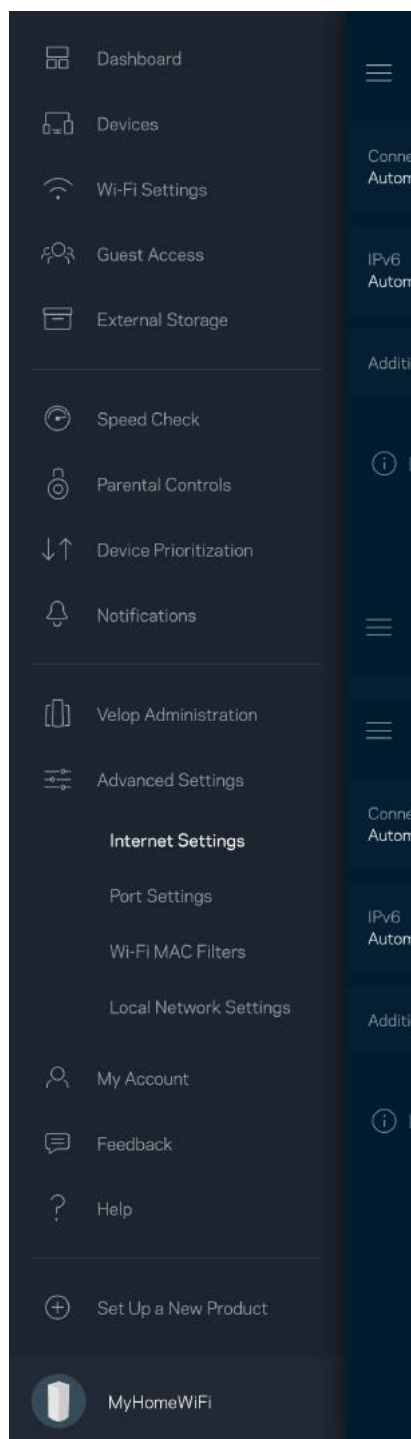 Dashboard
Devices
Wi-Fi Settings
Guest Access
External Storage
Speed Check
Parental Controls
Device Prioritization
Notifications
Velop Administration
Advanced Settings
Internet Settings
Port Settings
Wi-Fi MAC Filters
Local Network Settings
My Account
Feedback
Help
Set Up a New Product
MyHomeWiFi
Conne
Autom
IPv6
Autom
Additi
Conne
Autom
IPv6
Autom
Additi